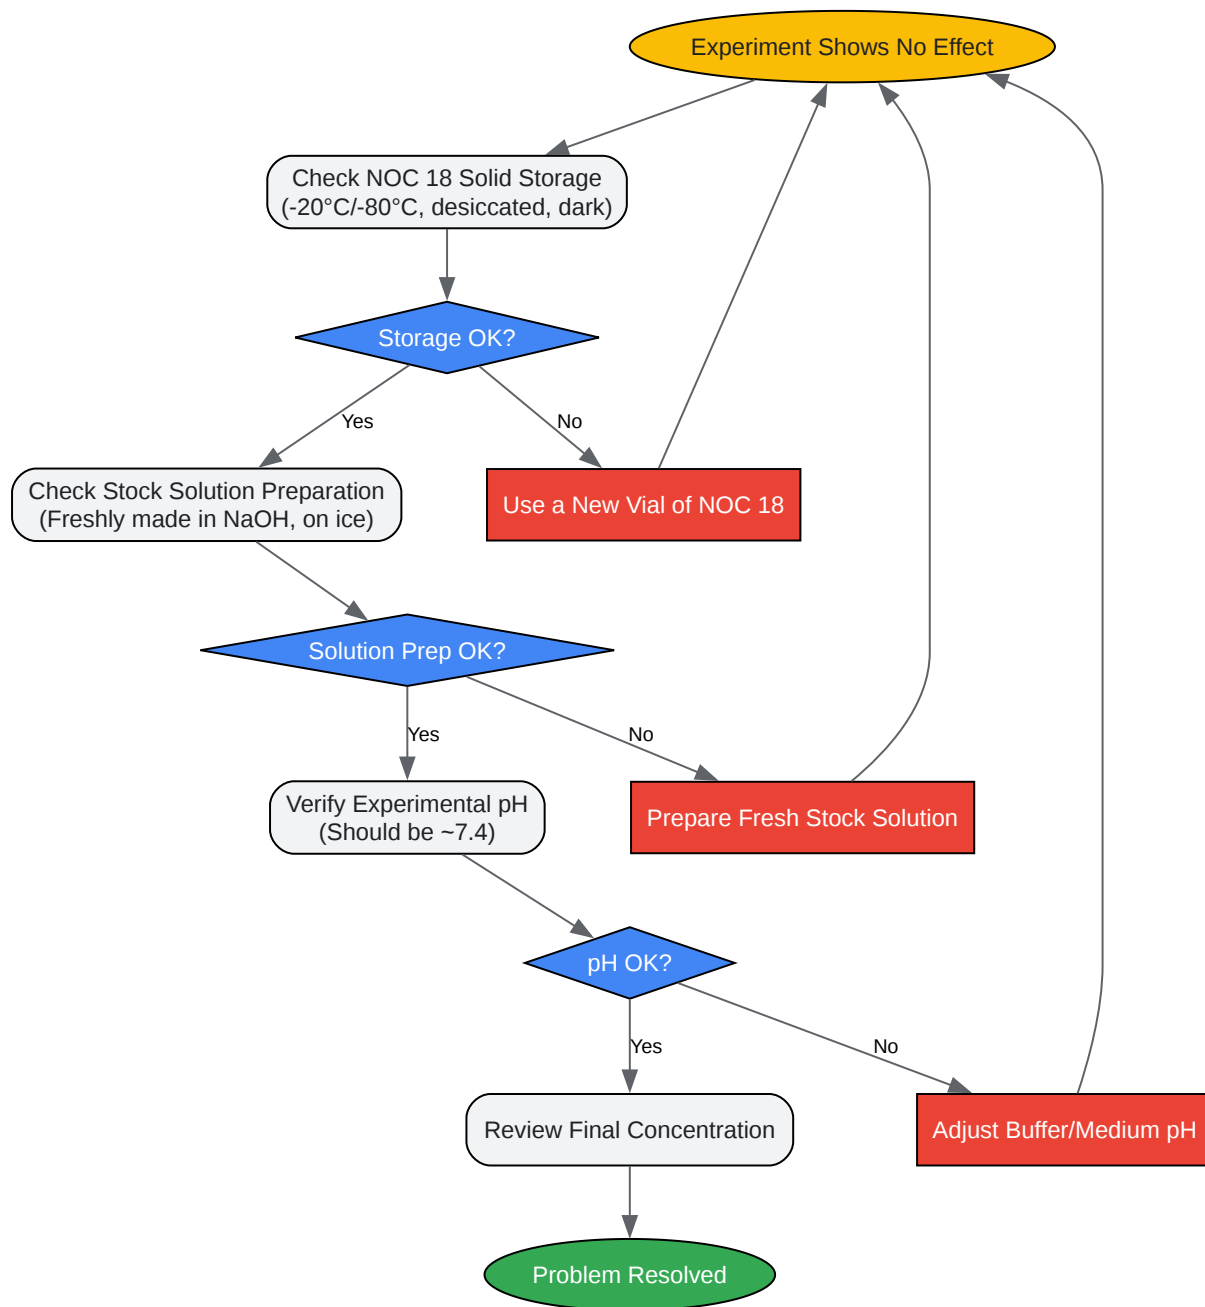 Experiment Shows No Effect
Check NOC 18 Solid Storage
(-20°C/-80°C, desiccated, dark)
Storage OK?
Yes
No
Check Stock Solution Preparation
(Freshly made in NaOH, on ice)
Use a New Vial of NOC 18
Solution Prep OK?
Yes
No
Verify Experimental pH
(Should be ~7.4)
Prepare Fresh Stock Solution
pH OK?
Yes
No
Review Final Concentration
Adjust Buffer/Medium pH
Problem Resolved